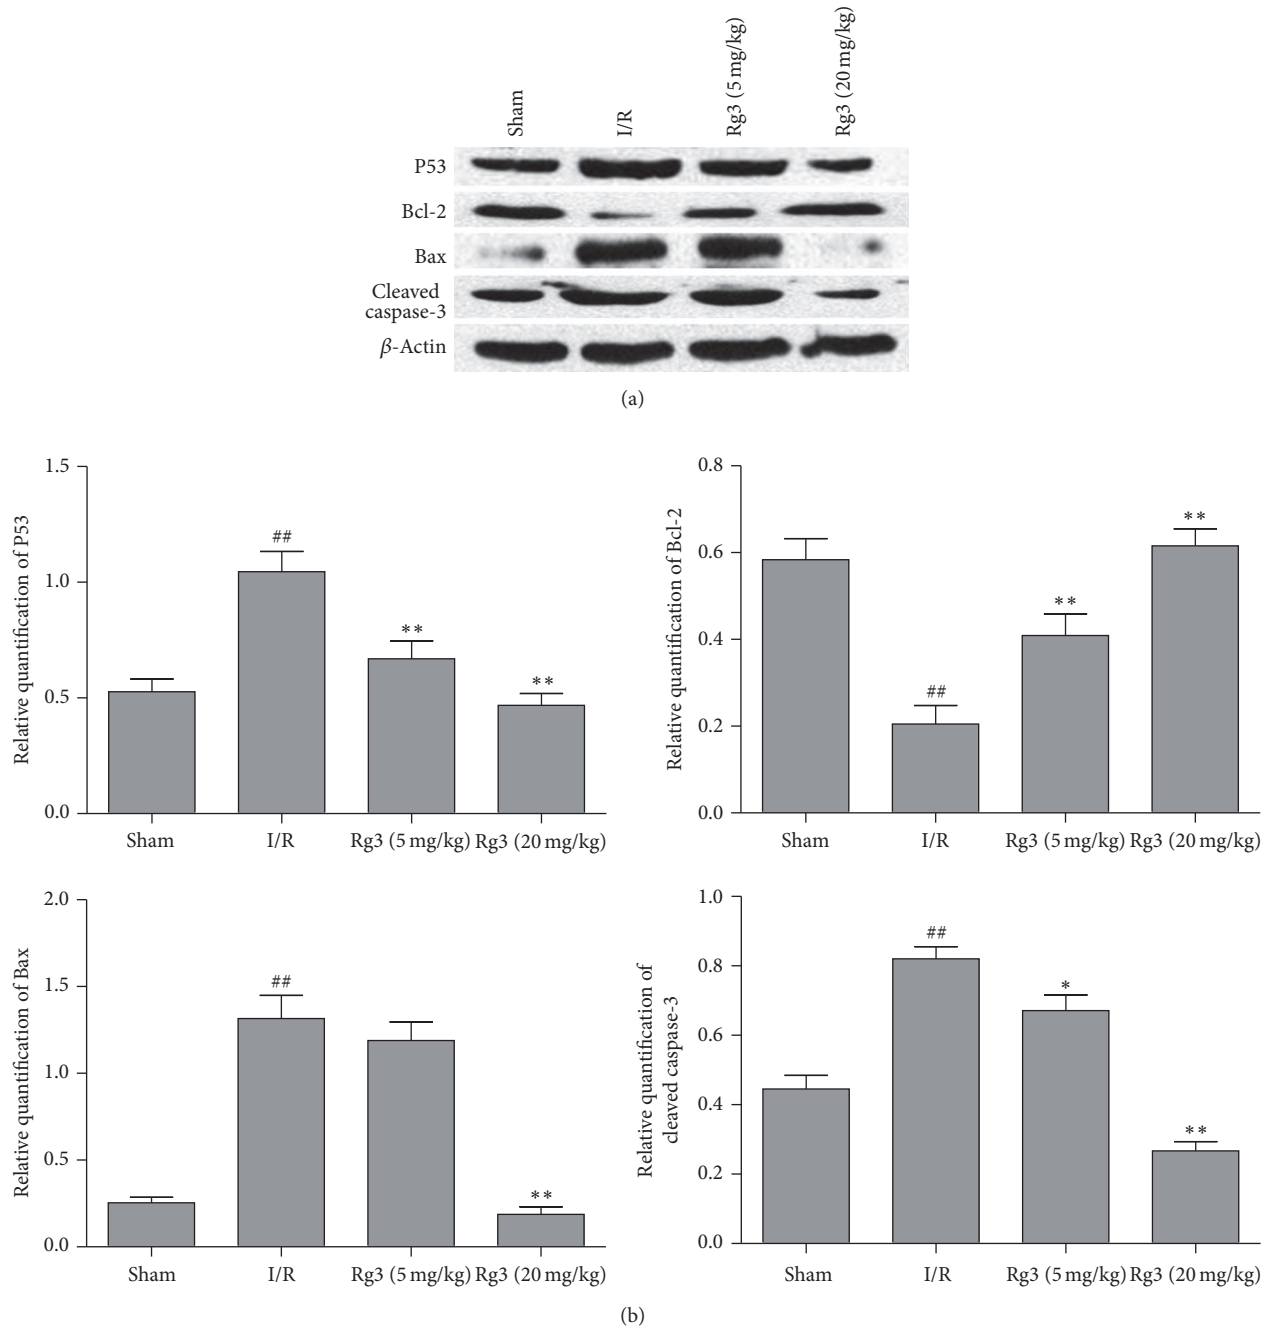 Sham
I/R
Rg3 (5 mg/kg)
Rg3 (20 mg/kg)
P53
Bcl-2
Bax
Cleaved
caspase-3
β-Actin
(a)
Relative quantification of P53
1.5
1.0
0.5
0.0
##
**
**
Sham I/R Rg3 (5 mg/kg) Rg3 (20 mg/kg)
Relative quantification of Bcl-2
0.8
0.6
0.4
0.2
0.0
##
**
**
Sham I/R Rg3 (5 mg/kg) Rg3 (20 mg/kg)
Relative quantification of Bax
2.0
1.5
1.0
0.5
0.0
##
**
Sham I/R Rg3 (5 mg/kg) Rg3 (20 mg/kg)
Relative quantification of
cleaved caspase-3
1.0
0.8
0.6
0.4
0.2
0.0
##
*
**
Sham I/R Rg3 (5 mg/kg) Rg3 (20 mg/kg)
(b)